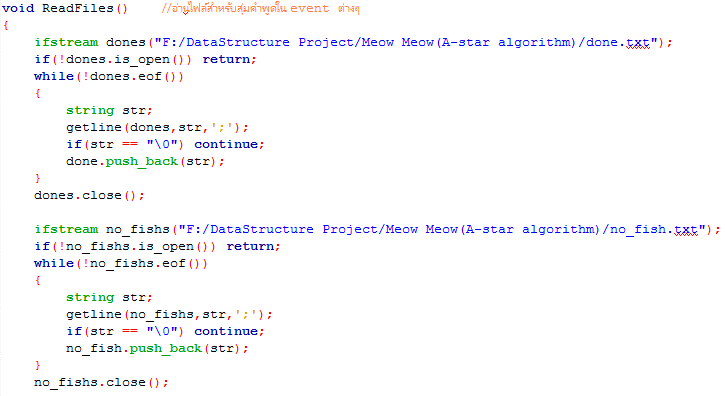 void ReadFiles()    //อ่านไฟล์สำหรับสุ่มคำพูดใน event ต่างๆ
{
    ifstream dones("F:/DataStructure Project/Meow Meow(A-star algorithm)/done.txt");
    if(!dones.is_open()) return;
    while(!dones.eof())
    {
        string str;
        getline(dones,str,';');
        if(str == "\0") continue;
        done.push_back(str);
    }
    dones.close();

    ifstream no_fishs("F:/DataStructure Project/Meow Meow(A-star algorithm)/no_fish.txt");
    if(!no_fishs.is_open()) return;
    while(!no_fishs.eof())
    {
        string str;
        getline(no_fishs,str,';');
        if(str == "\0") continue;
        no_fish.push_back(str);
    }
    no_fishs.close();